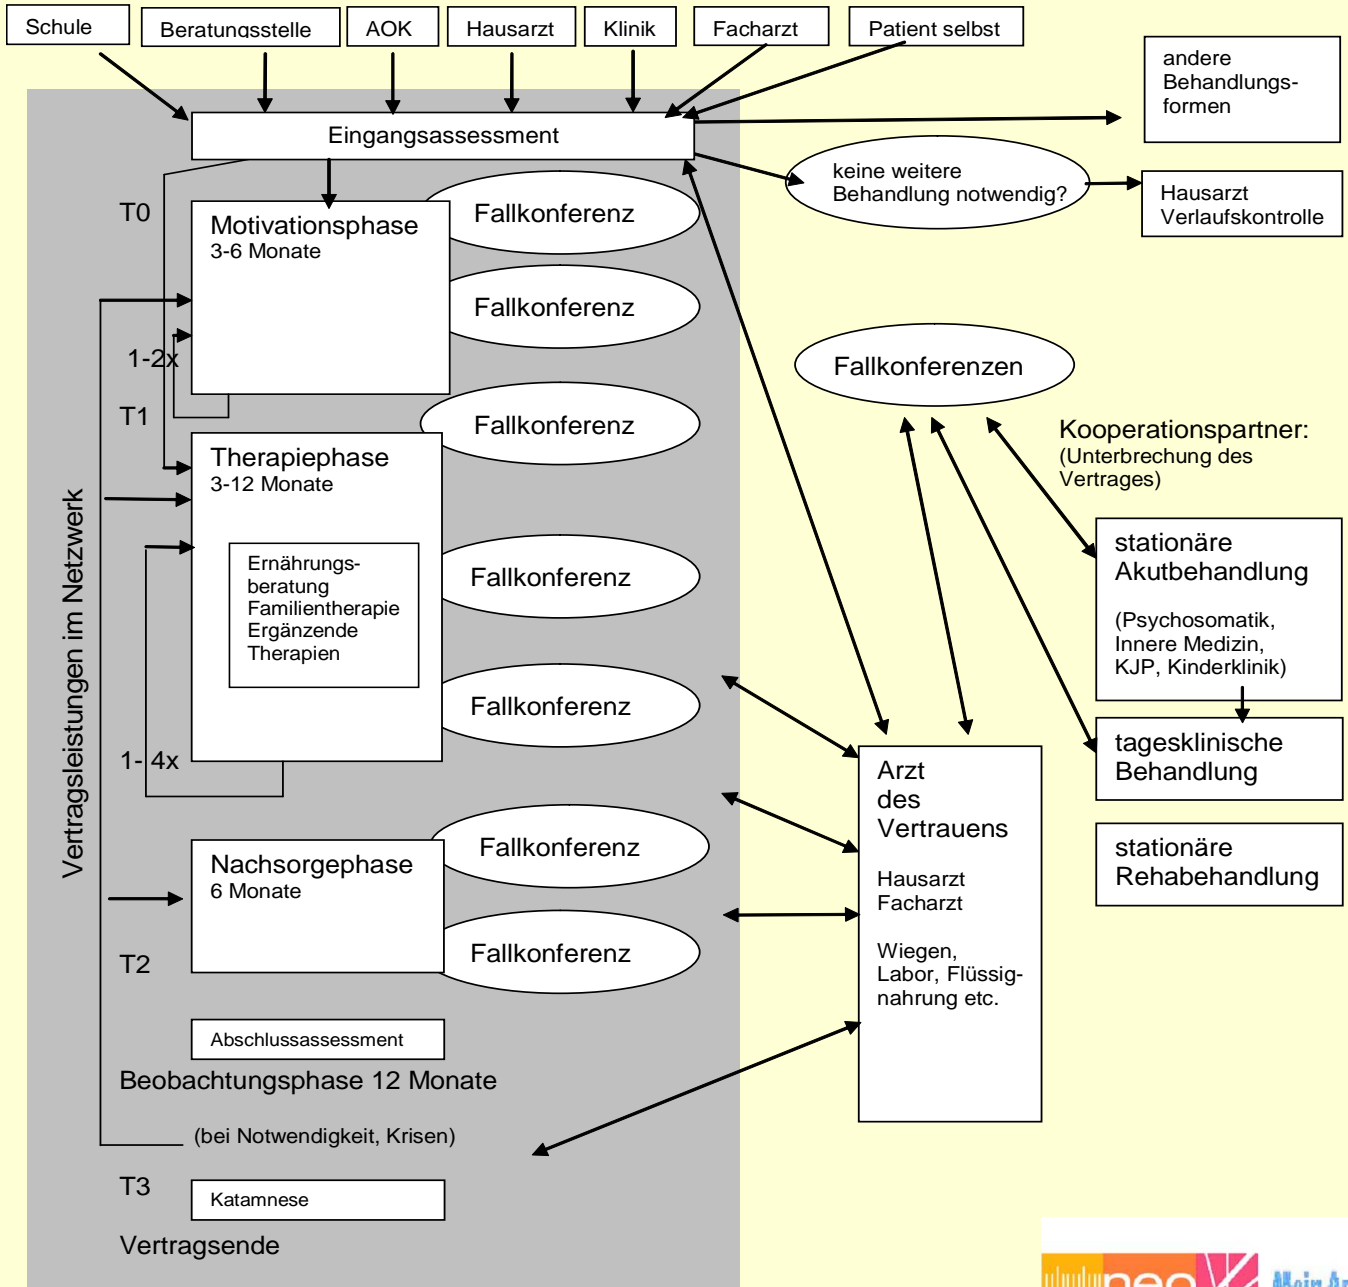 Schule
Beratungsstelle
AOK
Hausarzt
Klinik
Facharzt
Patient selbst
andere
Behandlungs-
formen
Eingangsassessment
keine weitere
Behandlung notwendig?
Hausarzt
Verlaufskontrolle
T0
Motivationsphase
3-6 Monate
Fallkonferenz
Fallkonferenz
1-2x
T1
Fallkonferenz
Fallkonferenzen
Kooperationspartner:
(Unterbrechung des
Vertrages)
Therapiephase
3-12 Monate
Ernährungs-
beratung
Familientherapie
Ergänzende
Therapien
Fallkonferenz
Fallkonferenz
1- 4x
Vertragsleistungen im Netzwerk
stationäre
Akutbehandlung
(Psychosomatik,
Innere Medizin,
KJP, Kinderklinik)
tagesklinische
Behandlung
stationäre
Rehabehandlung
Arzt
des
Vertrauens
Hausarzt
Facharzt
Wiegen,
Labor, Flüssig-
nahrung etc.
Nachsorgephase
6 Monate
Fallkonferenz
Fallkonferenz
T2
Abschlussassessment
Beobachtungsphase 12 Monate
(bei Notwendigkeit, Krisen)
T3
Katamnese
Vertragsende
neo
Mein